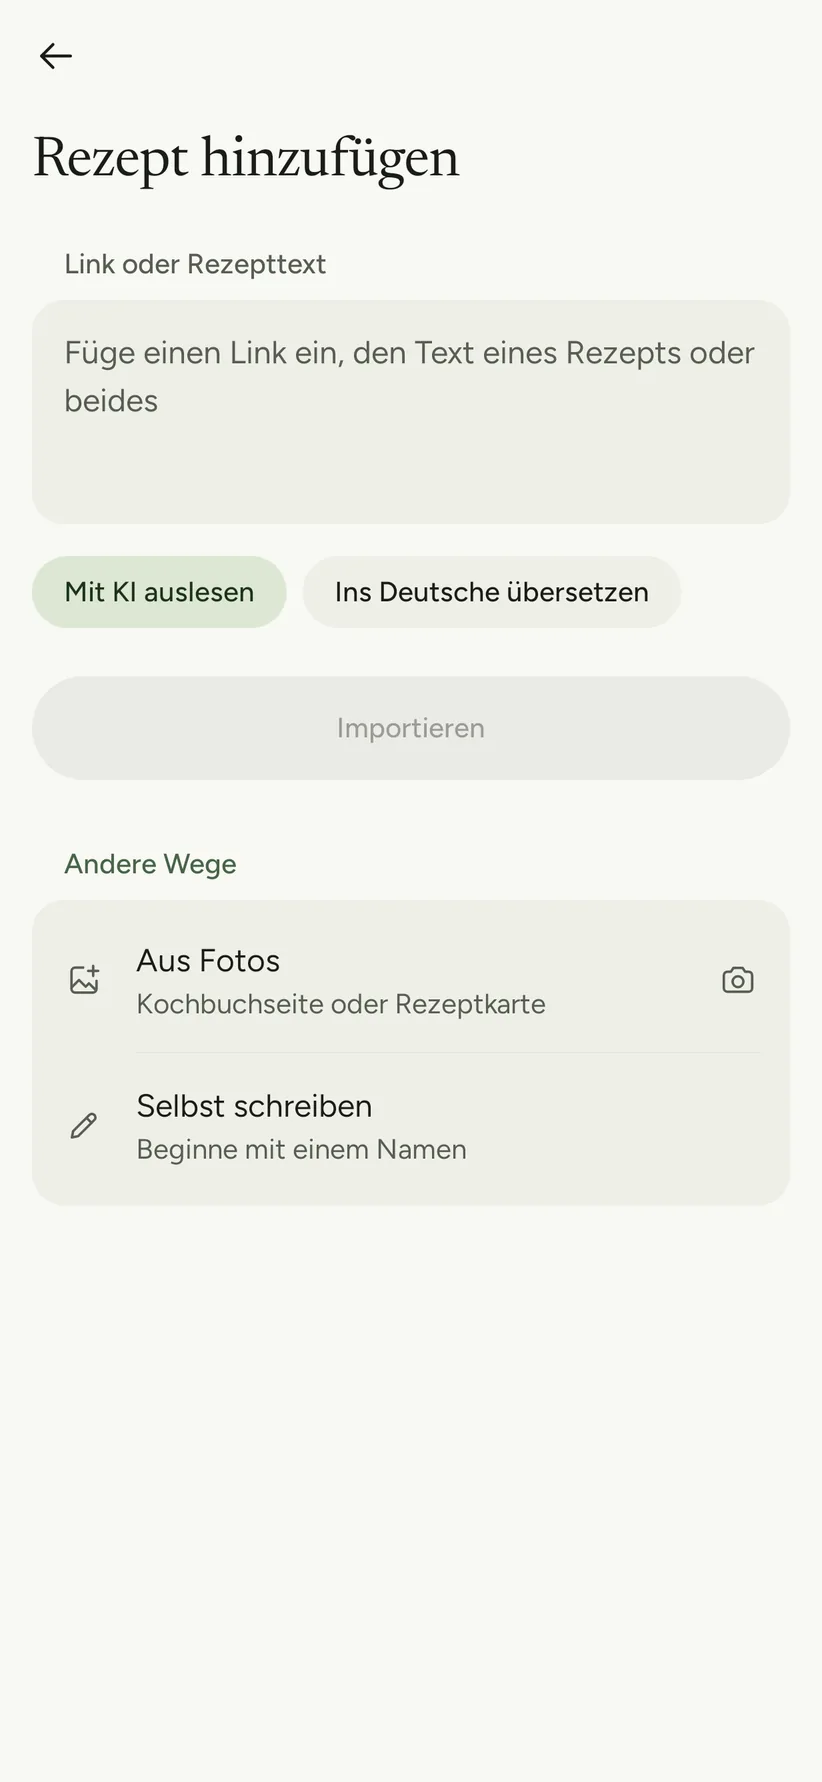 Rezept hinzufügen
Link oder Rezepttext
Füge einen Link ein, den Text eines Rezepts oder
beides
Mit KI auslesen
Ins Deutsche übersetzen
Importieren
Andere Wege
Aus Fotos
Kochbuchseite oder Rezeptkarte
Selbst schreiben
Beginne mit einem Namen